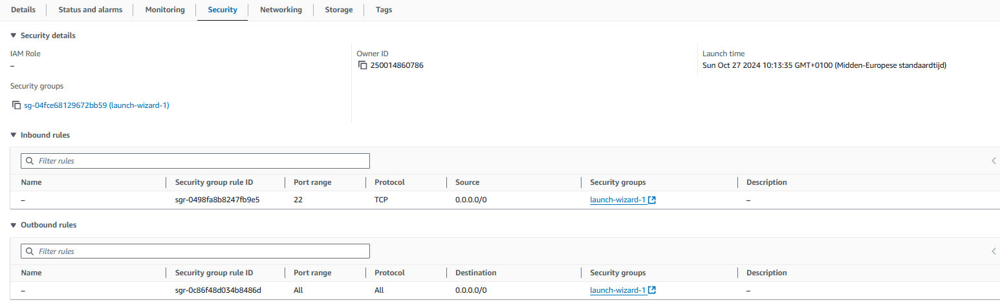 Details Status and alarms Monitoring Security Networking Storage Tags
Security details
IAM Role Owner ID Launch time
– 250014860786 Sun Oct 27 2024 10:13:35 GMT+0100 (Midden-Europese standaardtijd)
Security groups
sg-04fce68129672bb59 (launch-wizard-1)
Inbound rules
Filter rules
Name Security group rule ID Port range Protocol Source Security groups Description
– sgr-0498fa8b8247fb9e5 22 TCP 0.0.0.0/0 launch-wizard-1 –
Outbound rules
Filter rules
Name Security group rule ID Port range Protocol Destination Security groups Description
– sgr-0c86f48d034b8486d All All 0.0.0.0/0 launch-wizard-1 –